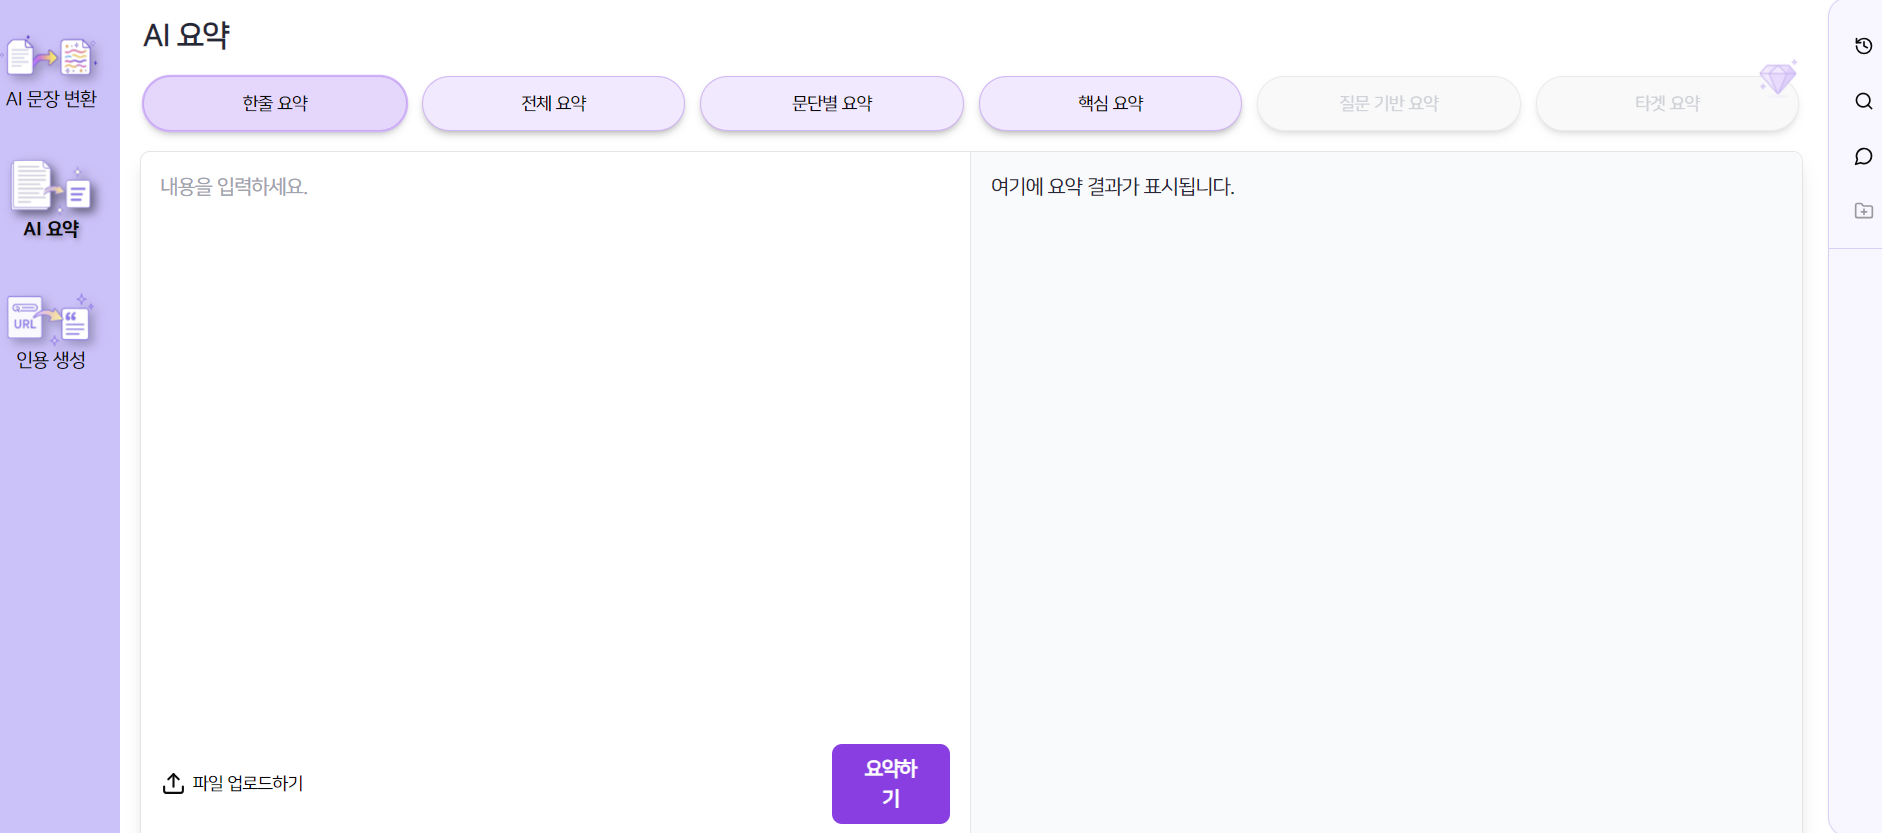 AI 문장 변환
AI 요약
URL
인용 생성
AI 요약
한줄 요약
전체 요약
문단별 요약
핵심 요약
질문 기반 요약
타겟 요약
내용을 입력하세요.
파일 업로드하기
요약하
기
여기에 요약 결과가 표시됩니다.